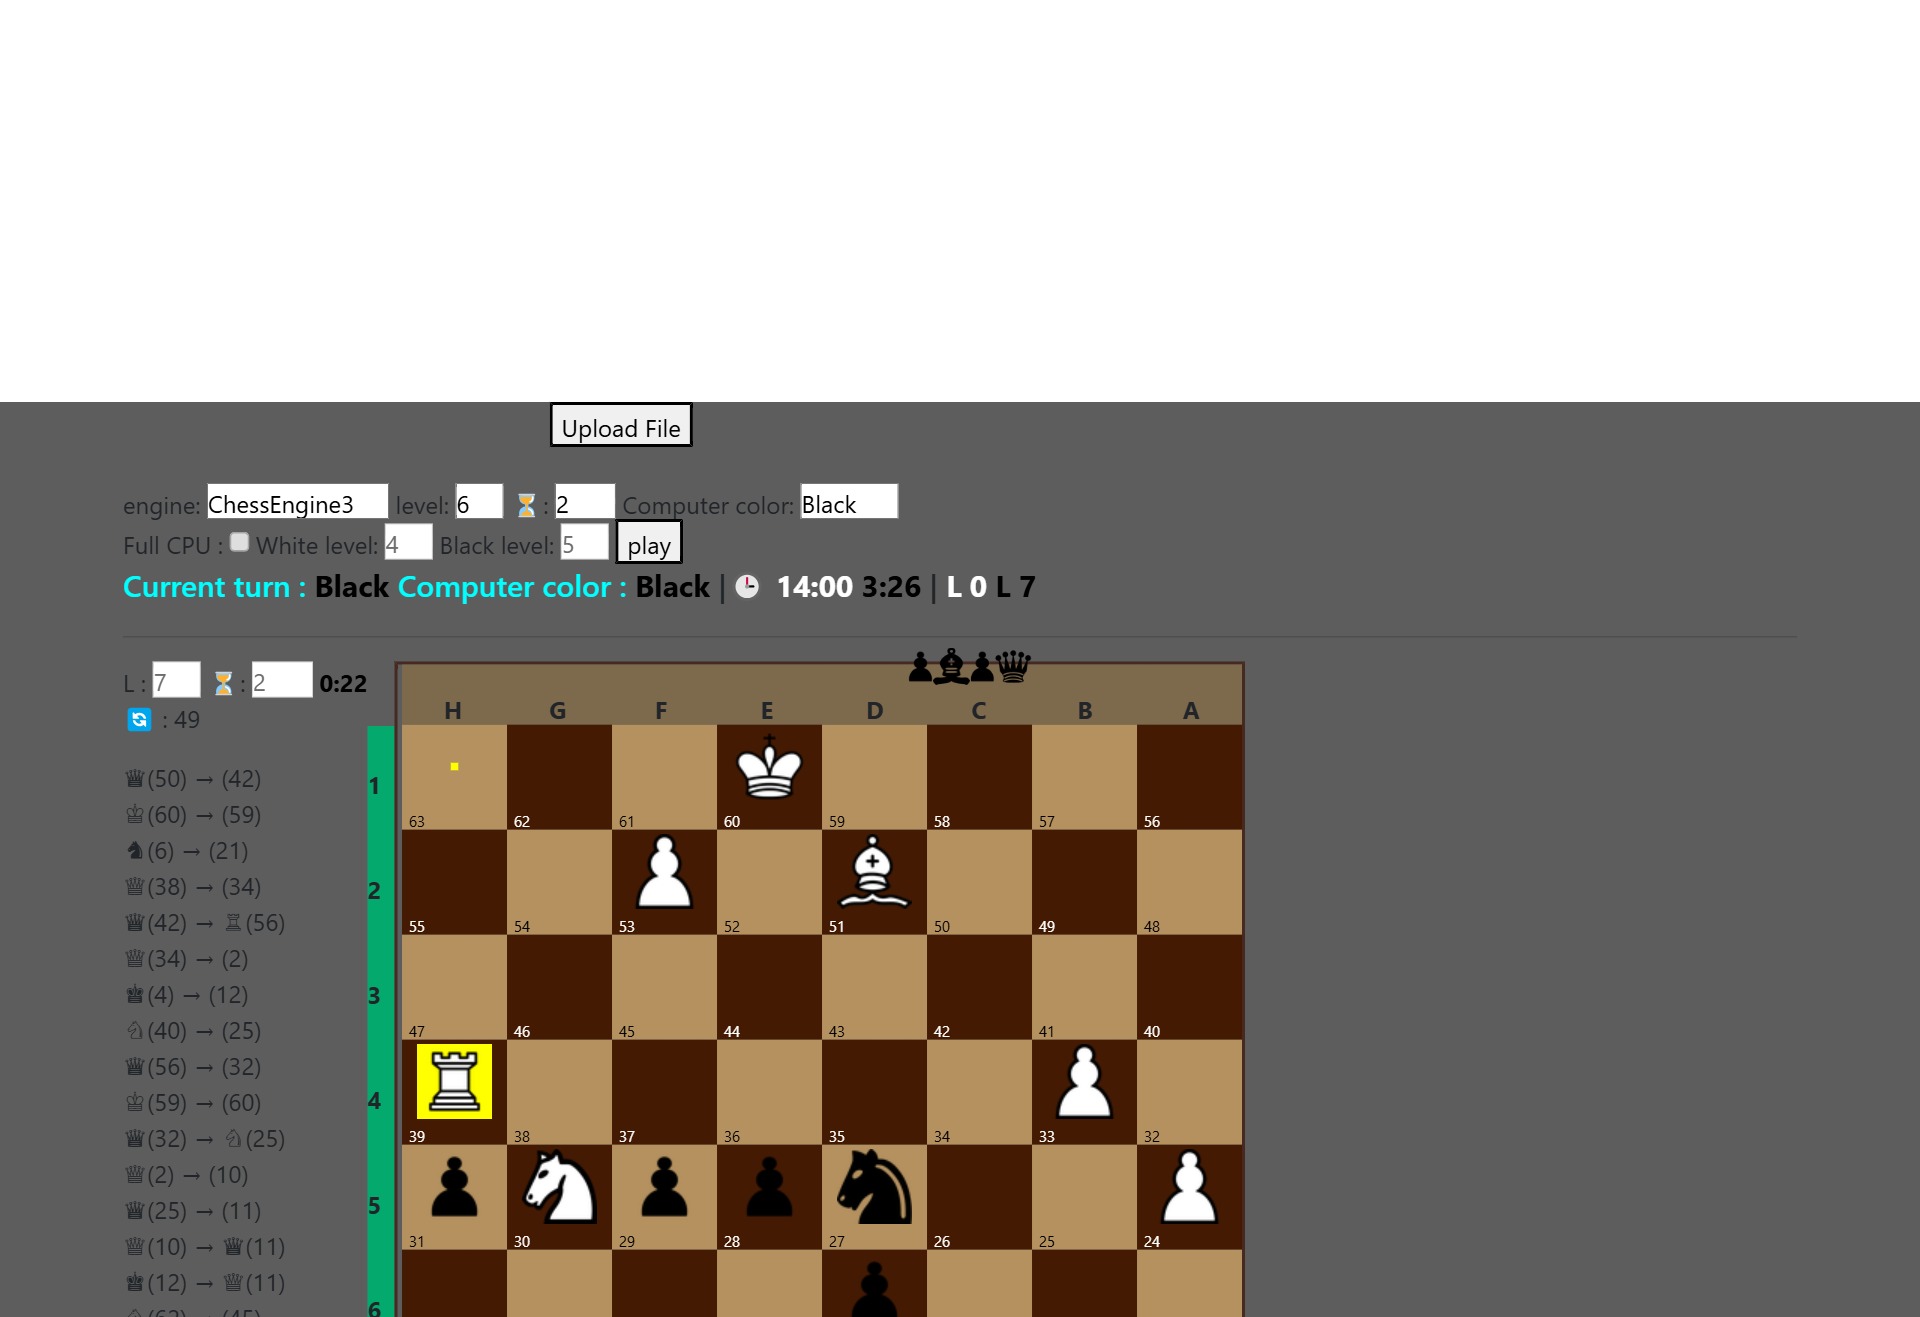 Upload File
engine: ChessEngine3 level: 6 ⏳ : 2 Computer color: Black
Full CPU : White level: 4 Black level: 5 play
Current turn : Black Computer color : Black | 🕒 14:00 3:26 | L 0 L 7
L : 7 ⏳ : 2 0:22
🔄 : 49
♛(50) → (42)
♔(60) → (59)
♞(6) → (21)
♕(38) → (34)
♛(42) → ♖(56)
♕(34) → (2)
♚(4) → (12)
♘(40) → (25)
♛(56) → (32)
♔(59) → (60)
♛(32) → ♘(25)
♕(2) → (10)
♛(25) → (11)
♕(10) → ♛(11)
♚(12) → ♕(11)
♟♝♟♛
H G F E D C B A
1
63 62 61 60 59 58 57 56
2
55 54 53 52 51 50 49 48
3
47 46 45 44 43 42 41 40
4
39 38 37 36 35 34 33 32
5
31 30 29 28 27 26 25 24
6